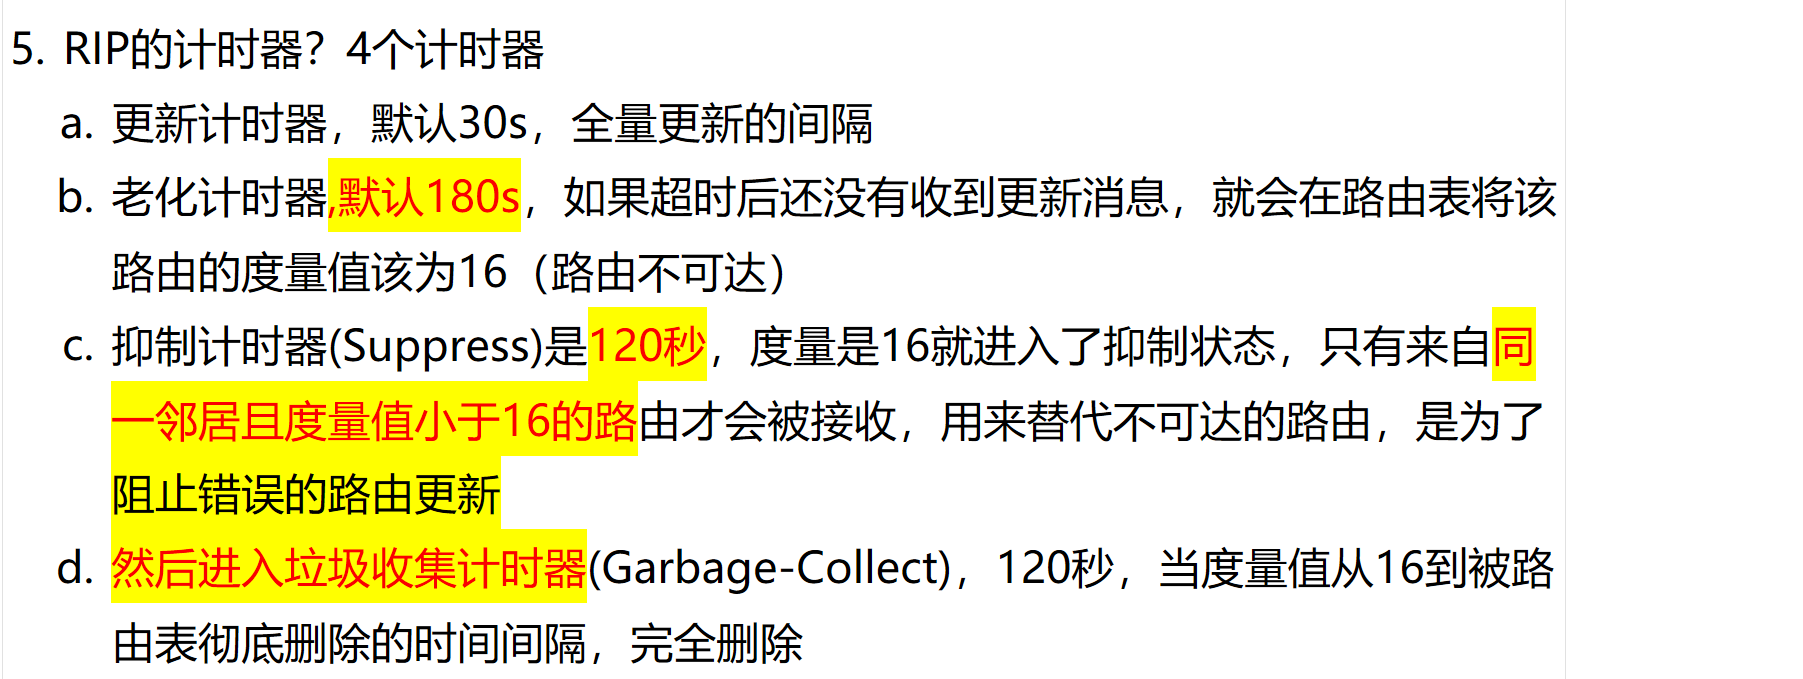 5. RIP的计时器？4个计时器
a. 更新计时器，默认30s，全量更新的间隔
b. 老化计时器,默认180s，如果超时后还没有收到更新消息，就会在路由表将该
路由的度量值该为16（路由不可达）
c. 抑制计时器(Suppress)是120秒，度量是16就进入了抑制状态，只有来自同
一邻居且度量值小于16的路由才会被接收，用来替代不可达的路由，是为了
阻止错误的路由更新
d. 然后进入垃圾收集计时器(Garbage-Collect)，120秒，当度量值从16到被路
由表彻底删除的时间间隔，完全删除